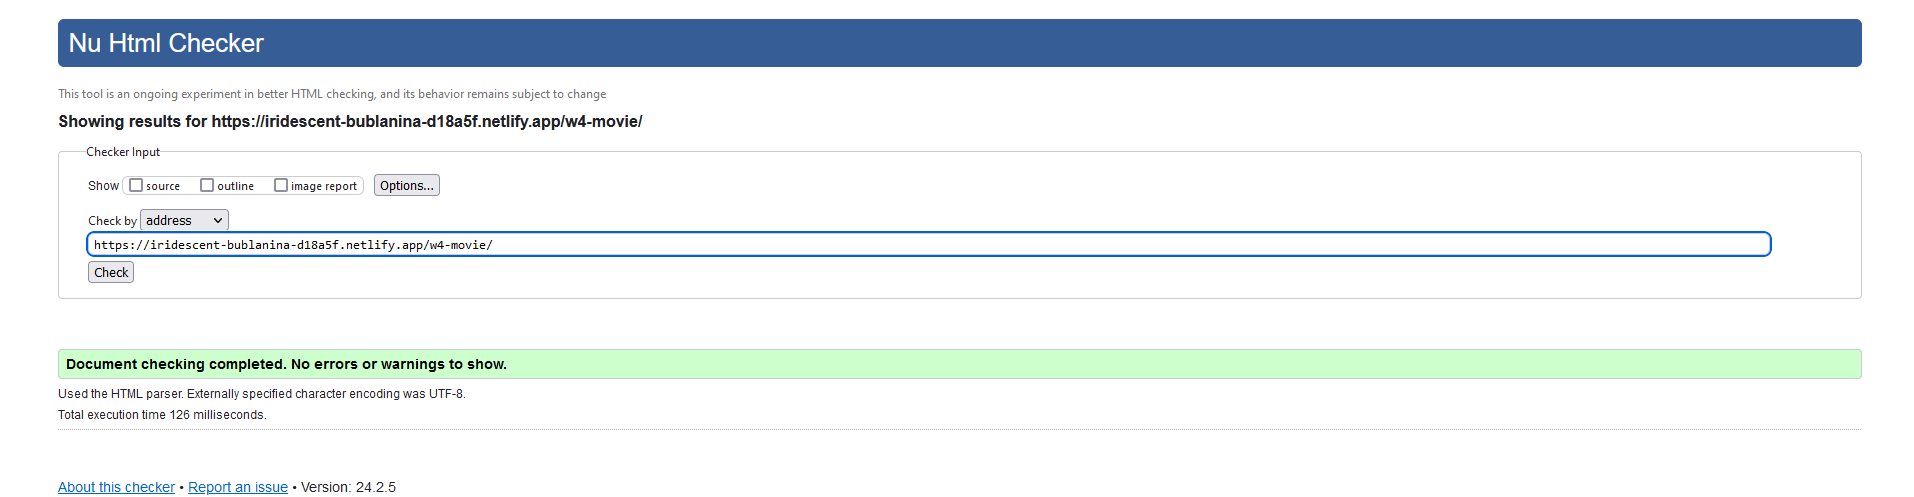 Nu Html Checker
This tool is an ongoing experiment in better HTML checking, and its behavior remains subject to change
Showing results for https://iridescent-bublanina-d18a5f.netlify.app/w4-movie/
Checker Input
Show source outline image report Options...
Check by address
https://iridescent-bublanina-d18a5f.netlify.app/w4-movie/
Check
Document checking completed. No errors or warnings to show.
Used the HTML parser. Externally specified character encoding was UTF-8.
Total execution time 126 milliseconds.
About this checker • Report an issue • Version: 24.2.5